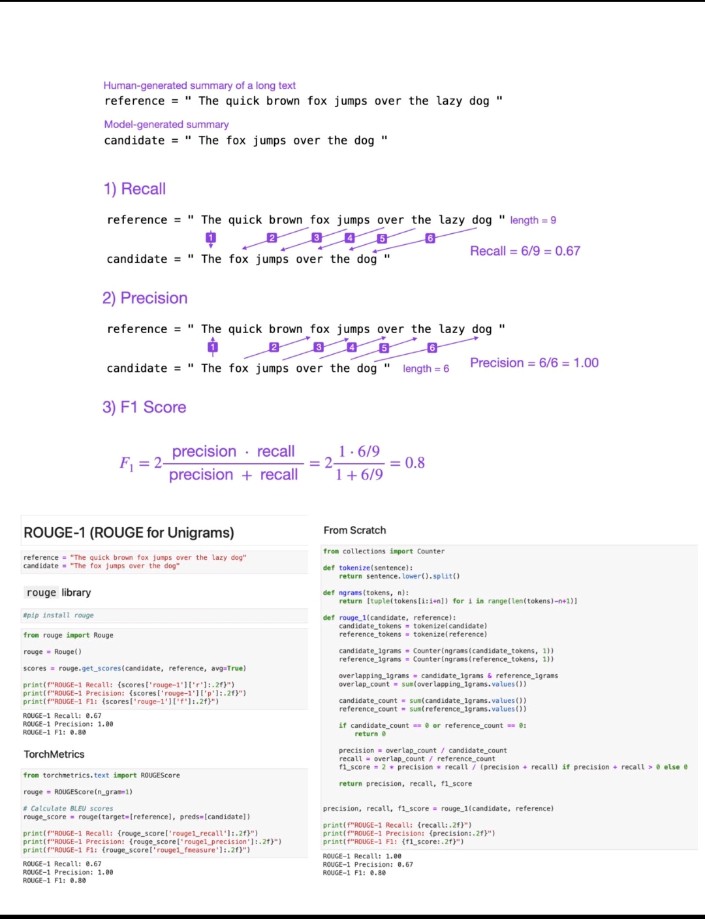 Human-generated summary of a long text
reference = " The quick brown fox jumps over the lazy dog "
Model-generated summary
candidate = " The fox jumps over the dog "
1) Recall
reference = " The quick brown fox jumps over the lazy dog " length = 9
1 2 3 4 5 6
Recall = 6/9 = 0.67
candidate = " The fox jumps over the dog "
2) Precision
reference = " The quick brown fox jumps over the lazy dog "
1 2 3 4 5 6
candidate = " The fox jumps over the dog " length = 6
Precision = 6/6 = 1.00
3) F1 Score
F₁ = 2 precision · recall / precision + recall = 2 1 · 6/9 / 1 + 6/9 = 0.8
ROUGE-1 (ROUGE for Unigrams)
reference = "The quick brown fox jumps over the lazy dog"
candidate = "The fox jumps over the dog"
rouge library
#pip install rouge
from rouge import Rouge
rouge = Rouge()
scores = rouge.get_scores(candidate, reference, avg=True)
print(f"ROUGE-1 Recall: {scores['rouge-1']['r']:.2f}")
print(f"ROUGE-1 Precision: {scores['rouge-1']['p']:.2f}")
print(f"ROUGE-1 F1: {scores['rouge-1']['f']:.2f}")
ROUGE-1 Recall: 0.67
ROUGE-1 Precision: 1.00
ROUGE-1 F1: 0.80
TorchMetrics
from torchmetrics.text import ROUGEScore
rouge = ROUGEScore(n_gram=1)
# Calculate BLEU scores
rouge_score = rouge(target=[reference], preds=[candidate])
print(f"ROUGE-1 Recall: {rouge_score['rouge1_recall']:.2f}")
print(f"ROUGE-1 Precision: {rouge_score['rouge1_precision']:.2f}")
print(f"ROUGE-1 F1: {rouge_score['rouge1_fmeasure']:.2f}")
ROUGE-1 Recall: 0.67
ROUGE-1 Precision: 1.00
ROUGE-1 F1: 0.80
From Scratch
from collections import Counter
def tokenize(sentence):
return sentence.lower().split()
def ngrams(tokens, n):
return [tuple(tokens[i:i+n]) for i in range(len(tokens)-n+1)]
def rouge_1(candidate, reference):
candidate_tokens = tokenize(candidate)
reference_tokens = tokenize(reference)
candidate_1grams = Counter(ngrams(candidate_tokens, 1))
reference_1grams = Counter(ngrams(reference_tokens, 1))
overlapping_1grams = candidate_1grams & reference_1grams
overlap_count = sum(overlapping_1grams.values())
candidate_count = sum(candidate_1grams.values())
reference_count = sum(reference_1grams.values())
if candidate_count == 0 or reference_count == 0:
return 0
precision = overlap_count / candidate_count
recall = overlap_count / reference_count
f1_score = 2 * precision * recall / (precision + recall) if precision + recall > 0 else 0
return precision, recall, f1_score
precision, recall, f1_score = rouge_1(candidate, reference)
print(f"ROUGE-1 Recall: {recall:.2f}")
print(f"ROUGE-1 Precision: {precision:.2f}")
print(f"ROUGE-1 F1: {f1_score:.2f}")
ROUGE-1 Recall: 1.00
ROUGE-1 Precision: 0.67
ROUGE-1 F1: 0.80